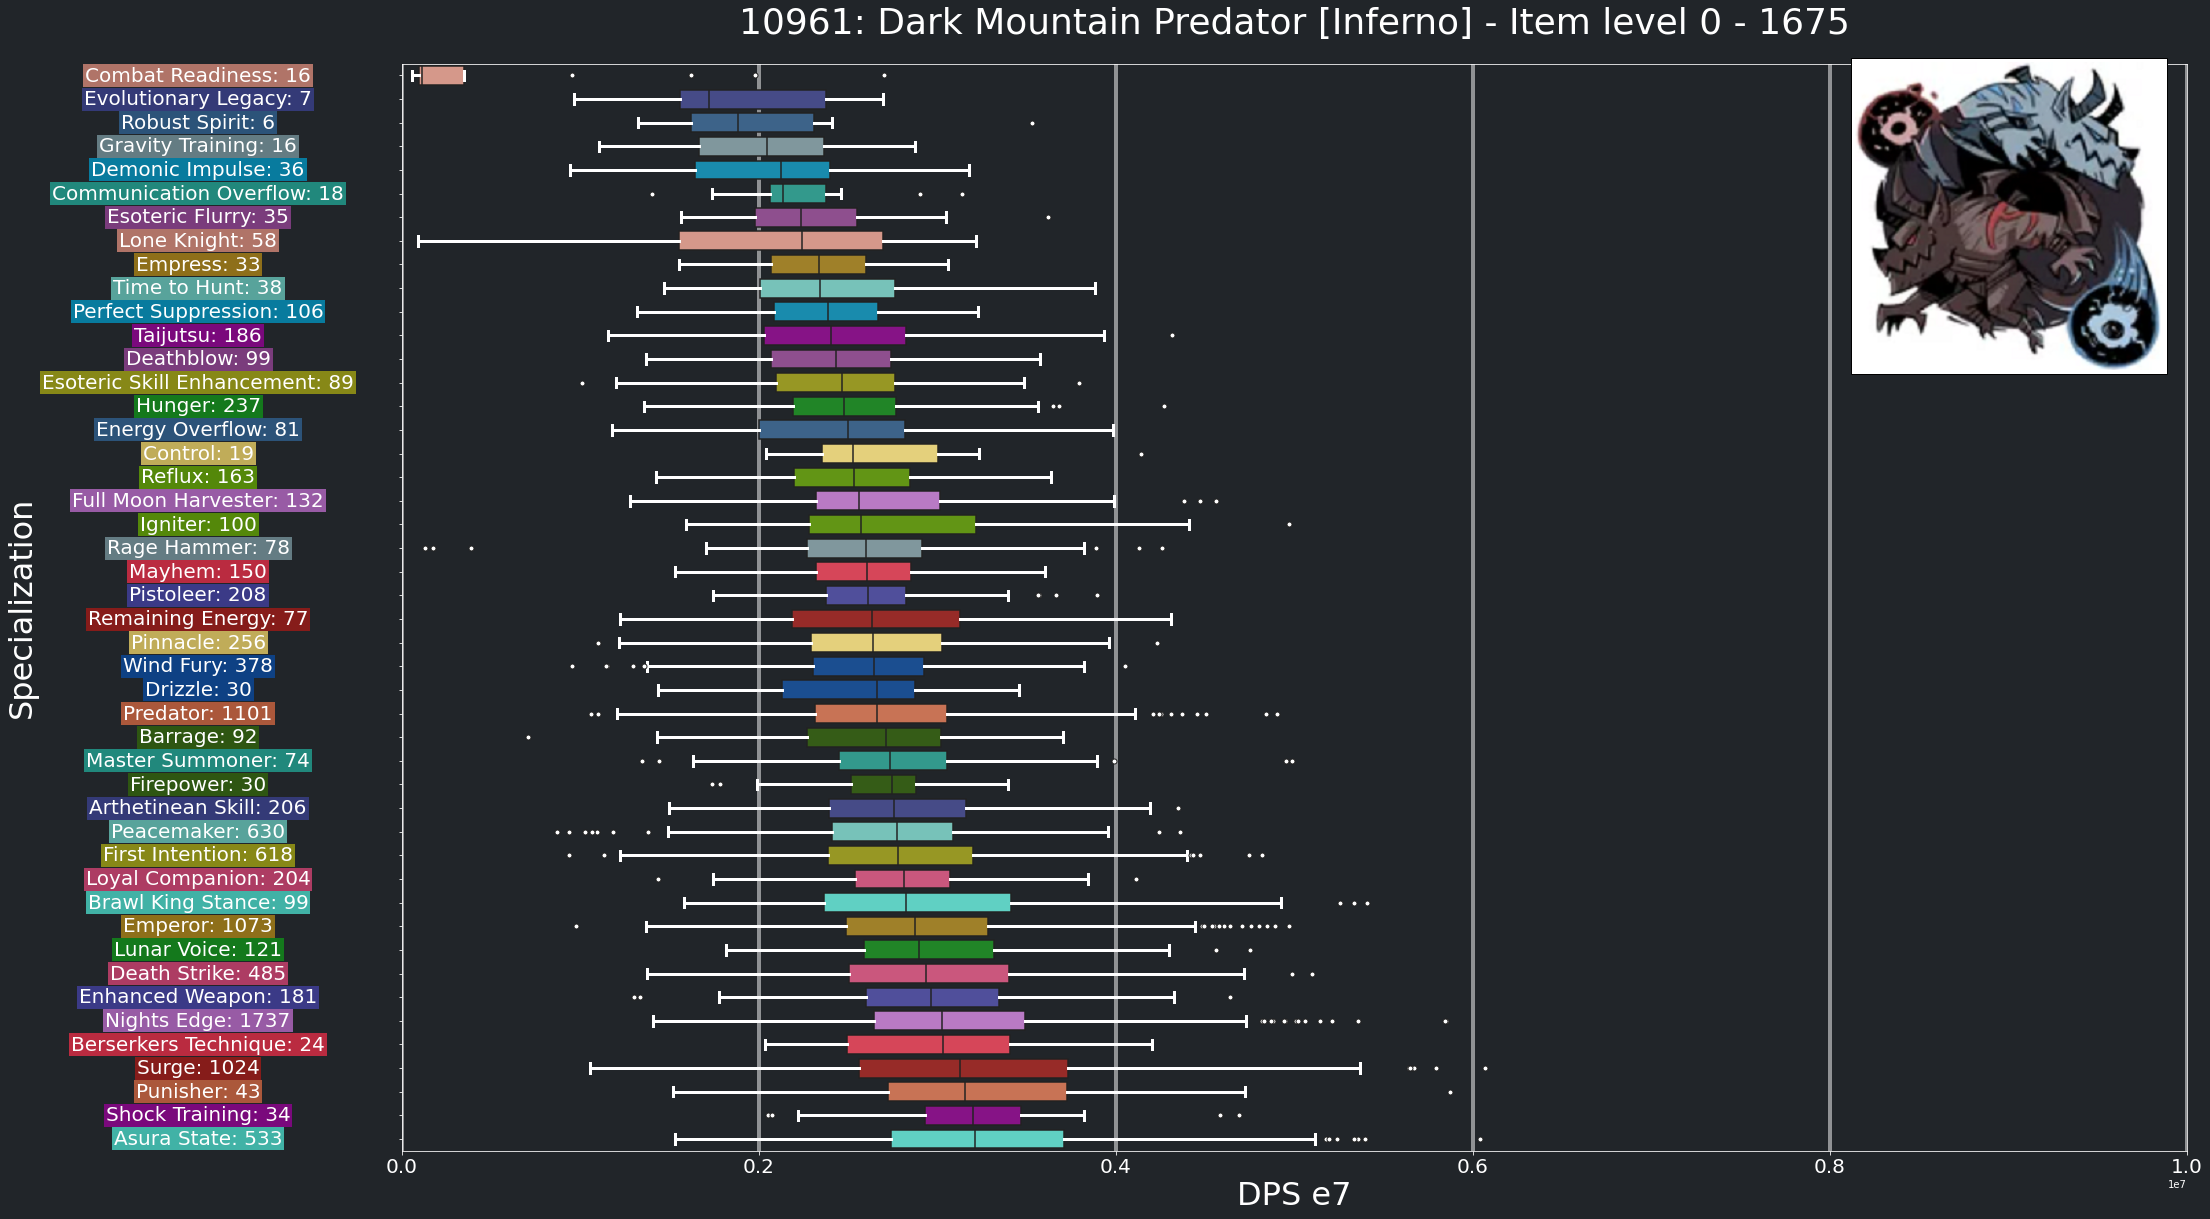 10961: Dark Mountain Predator [Inferno] - Item level 0 - 1675
Specialization
Combat Readiness: 16
Evolutionary Legacy: 7
Robust Spirit: 6
Gravity Training: 16
Demonic Impulse: 36
Communication Overflow: 18
Esoteric Flurry: 35
Lone Knight: 58
Empress: 33
Time to Hunt: 38
Perfect Suppression: 106
Taijutsu: 186
Deathblow: 99
Esoteric Skill Enhancement: 89
Hunger: 237
Energy Overflow: 81
Control: 19
Reflux: 163
Full Moon Harvester: 132
Igniter: 100
Rage Hammer: 78
Mayhem: 150
Pistoleer: 208
Remaining Energy: 77
Pinnacle: 256
Wind Fury: 378
Drizzle: 30
Predator: 1101
Barrage: 92
Master Summoner: 74
Firepower: 30
Arthetinean Skill: 206
Peacemaker: 630
First Intention: 618
Loyal Companion: 204
Brawl King Stance: 99
Emperor: 1073
Lunar Voice: 121
Death Strike: 485
Enhanced Weapon: 181
Nights Edge: 1737
Berserkers Technique: 24
Surge: 1024
Punisher: 43
Shock Training: 34
Asura State: 533
0.0 0.2 0.4 0.6 0.8 1.0
1e7
DPS e7